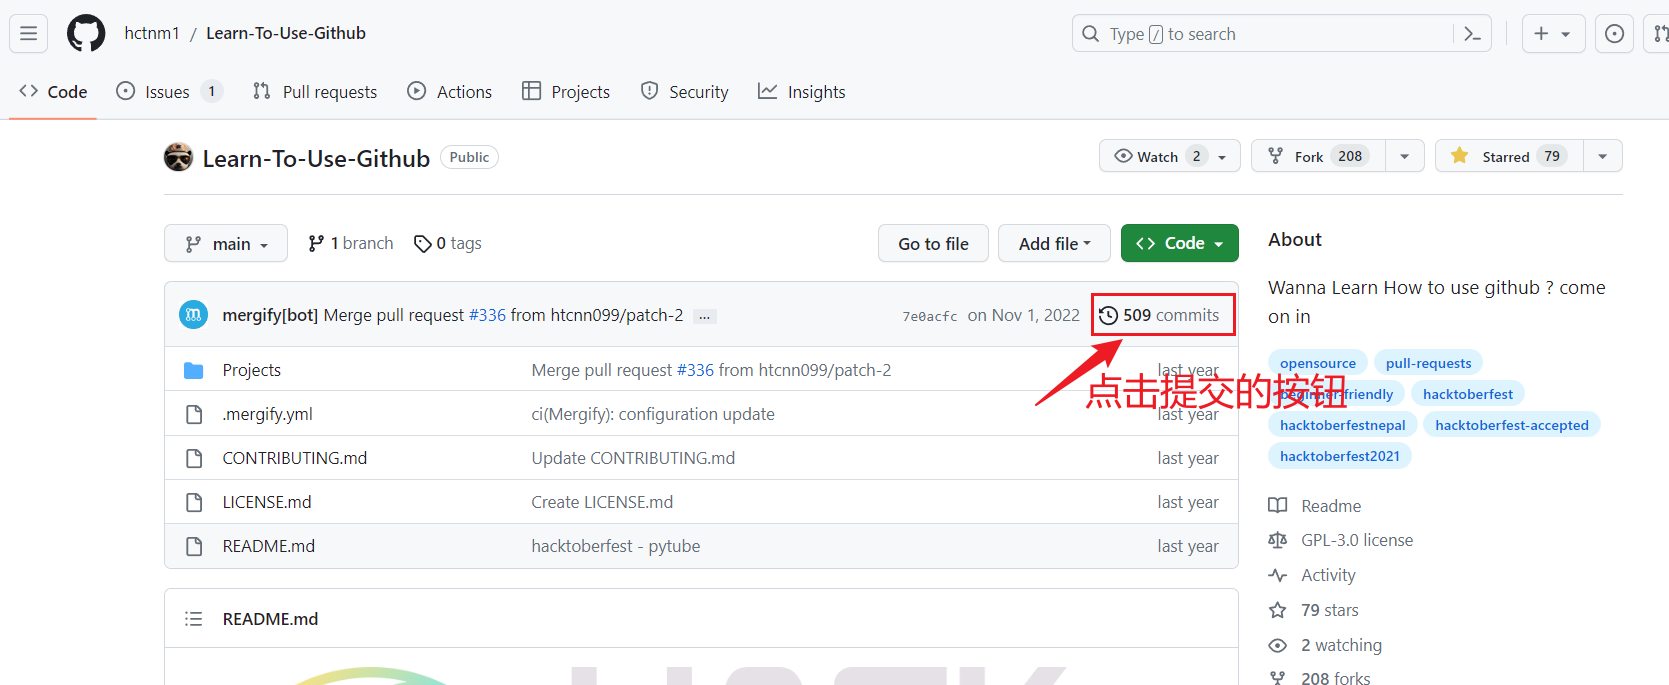 hctnm1 / Learn-To-Use-Github
Type / to search
Code
Issues 1
Pull requests
Actions
Projects
Security
Insights
Learn-To-Use-Github Public
Watch 2
Fork 208
Starred 79
main
1 branch
0 tags
Go to file
Add file
Code
mergify[bot] Merge pull request #336 from htcnn099/patch-2 ...
7e0acfc on Nov 1, 2022
509 commits
点击提交的按钮
Projects Merge pull request #336 from htcnn099/patch-2 last year
.mergify.yml ci(Mergify): configuration update last year
CONTRIBUTING.md Update CONTRIBUTING.md last year
LICENSE.md Create LICENSE.md last year
README.md hacktoberfest - pytube last year
README.md
About
Wanna Learn How to use github ? come
on in
opensource pull-requests
beginner-friendly hacktoberfest
hacktoberfestnepal hacktoberfest-accepted
hacktoberfest2021
Readme
GPL-3.0 license
Activity
79 stars
2 watching
208 forks